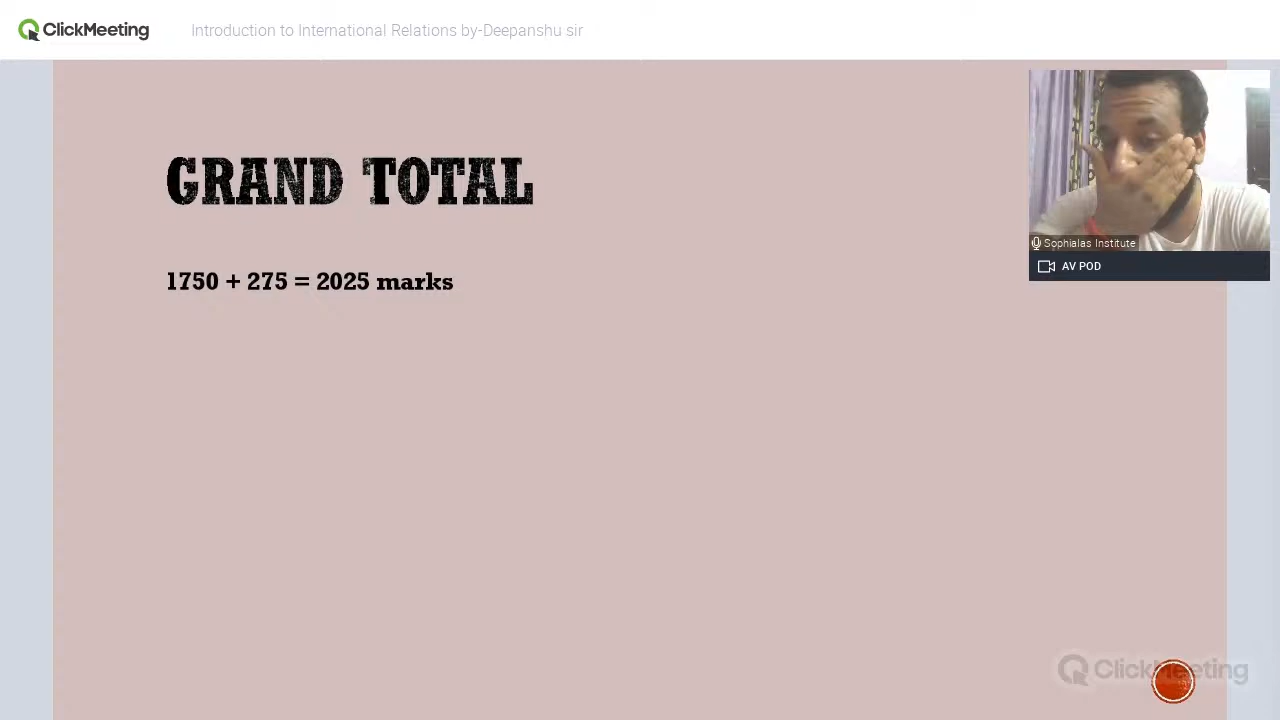 ClickMeeting
Introduction to International Relations by-Deepanshu sir
GRAND TOTAL
1750 + 275 = 2025 marks
Sophialas Institute
AV POD
ClickMeeting